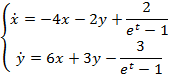 ẋ = -4x - 2y + 2/(e^t - 1)
ẏ = 6x + 3y - 3/(e^t - 1)